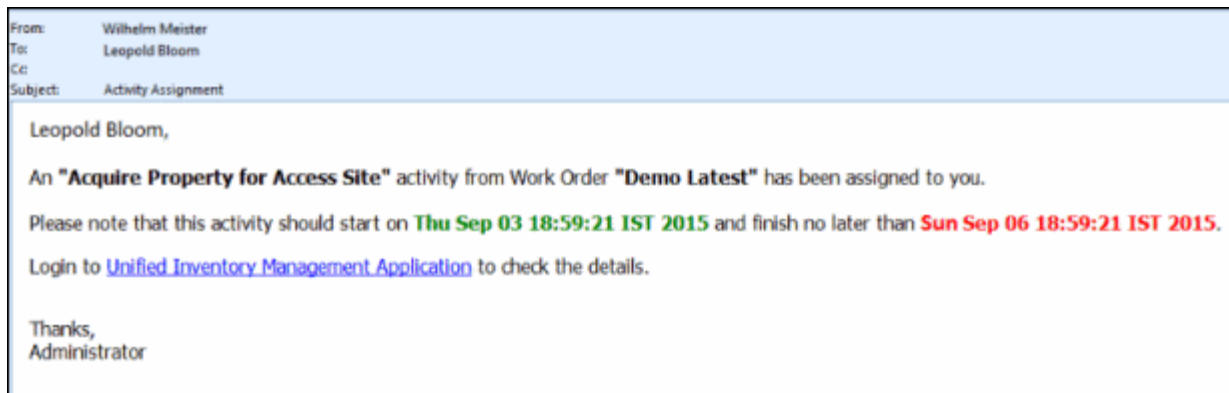 From: Wilhelm Meister
To: Leopold Bloom
Cc:
Subject: Activity Assignment
Leopold Bloom,
An "Acquire Property for Access Site" activity from Work Order "Demo Latest" has been assigned to you.
Please note that this activity should start on Thu Sep 03 18:59:21 IST 2015 and finish no later than Sun Sep 06 18:59:21 IST 2015.
Login to Unified Inventory Management Application to check the details.
Thanks,
Administrator